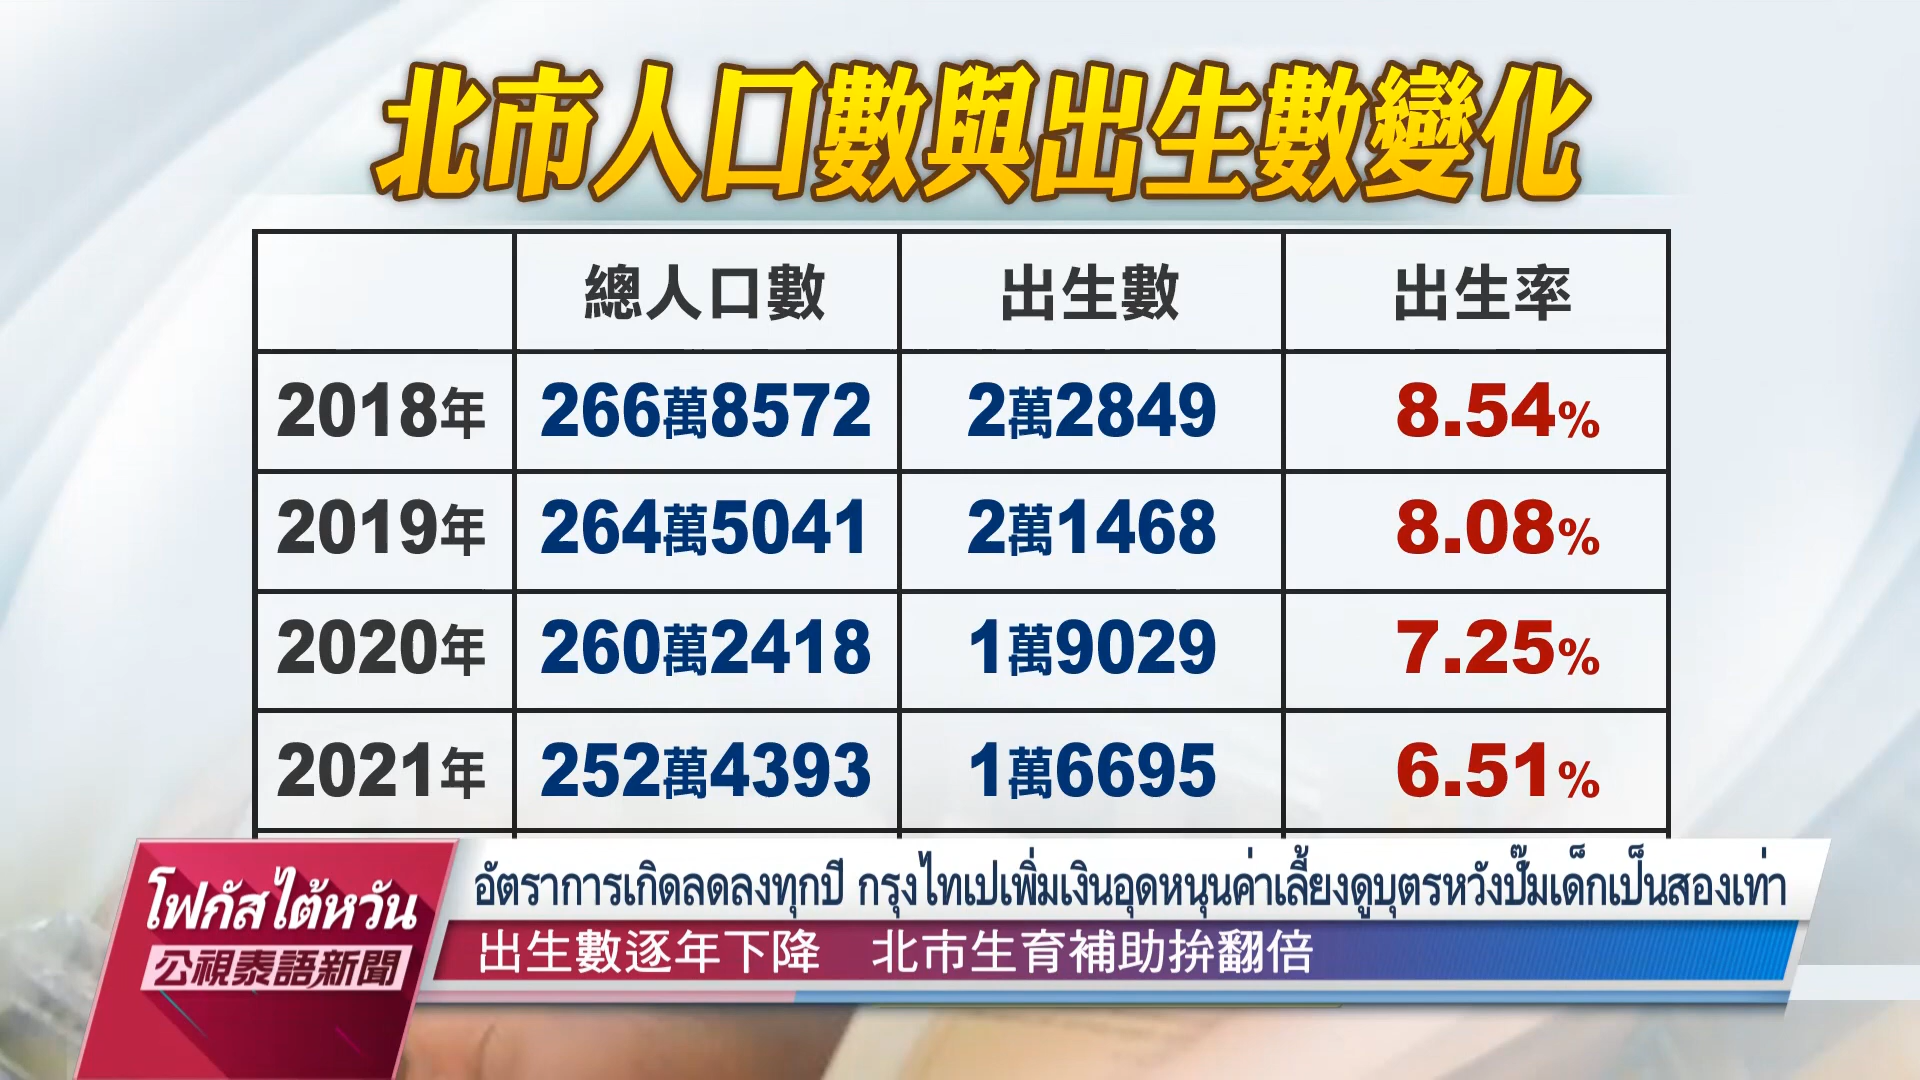 北市人口數與出生數變化
總人口數 出生數 出生率
2018年 266萬8572 2萬2849 8.54%
2019年 264萬5041 2萬1468 8.08%
2020年 260萬2418 1萬9029 7.25%
2021年 252萬4393 1萬6695 6.51%
โฟกัสไต้หวัน
公視泰語新聞
อัตราการเกิดลดลงทุกปี กรุงไทเปเพิ่มเงินอุดหนุนค่าเลี้ยงดูบุตรหวังปั๊มเด็กเป็นสองเท่า
出生數逐年下降 北市生育補助拚翻倍